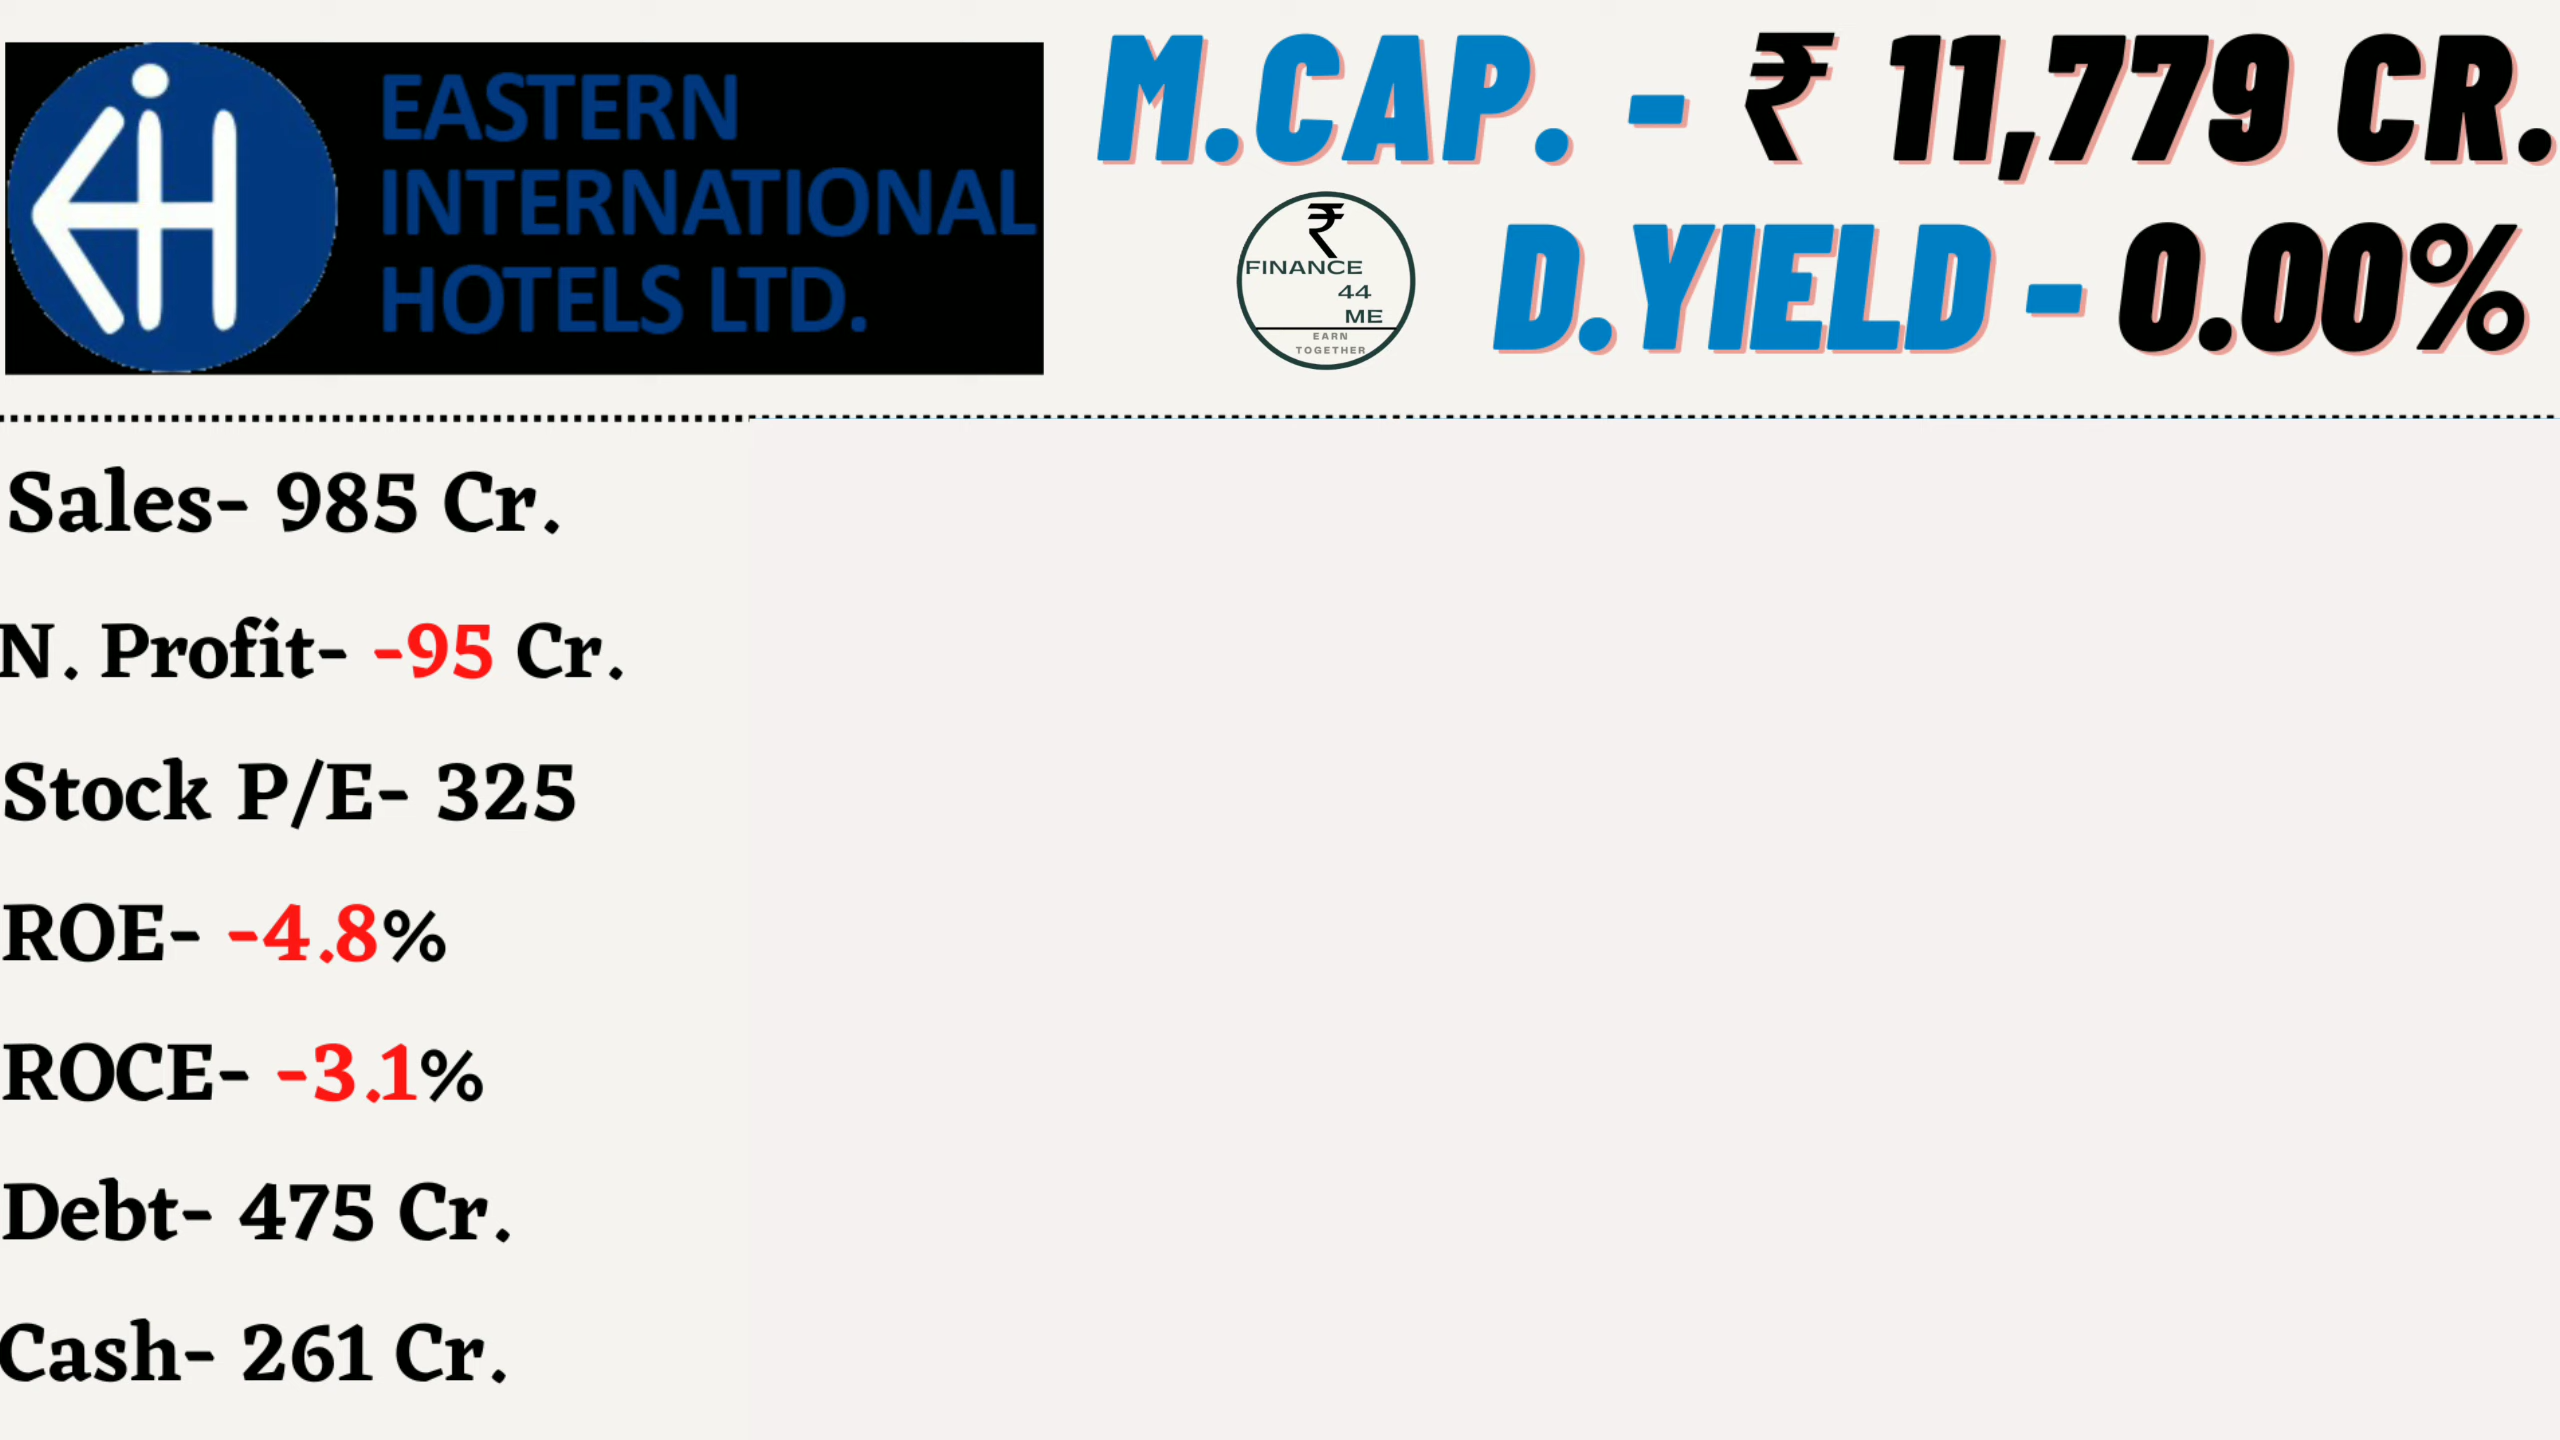 EIH
EASTERN
INTERNATIONAL
HOTELS LTD.
M.CAP. - ₹ 11,779 CR.
₹
FINANCE
44
ME
EARN
TOGETHER
D.YIELD - 0.00%
Sales- 985 Cr.
N. Profit- -95 Cr.
Stock P/E- 325
ROE- -4.8%
ROCE- -3.1%
Debt- 475 Cr.
Cash- 261 Cr.